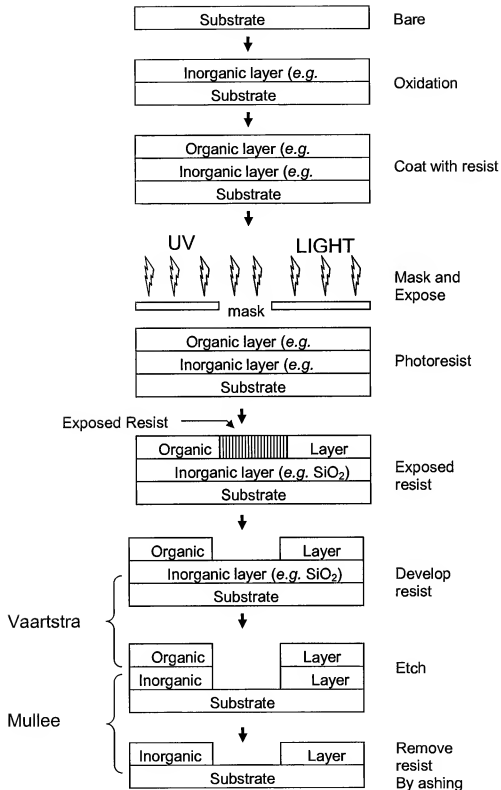 Substrate Bare
Inorganic layer (e.g. Oxidation
Substrate
Organic layer (e.g.
Inorganic layer (e.g. Coat with resist
Substrate
UV LIGHT
Mask and
Expose
mask
Organic layer (e.g.
Inorganic layer (e.g. Photoresist
Substrate
Exposed Resist
Organic Layer
Inorganic layer (e.g. SiO₂) Exposed
resist
Substrate
Organic Layer
Inorganic layer (e.g. SiO₂) Develop
resist
Substrate
Vaartstra
Organic Layer
Etch
Inorganic Layer
Substrate
Mullee
Inorganic Layer
Remove
resist
By ashing
Substrate